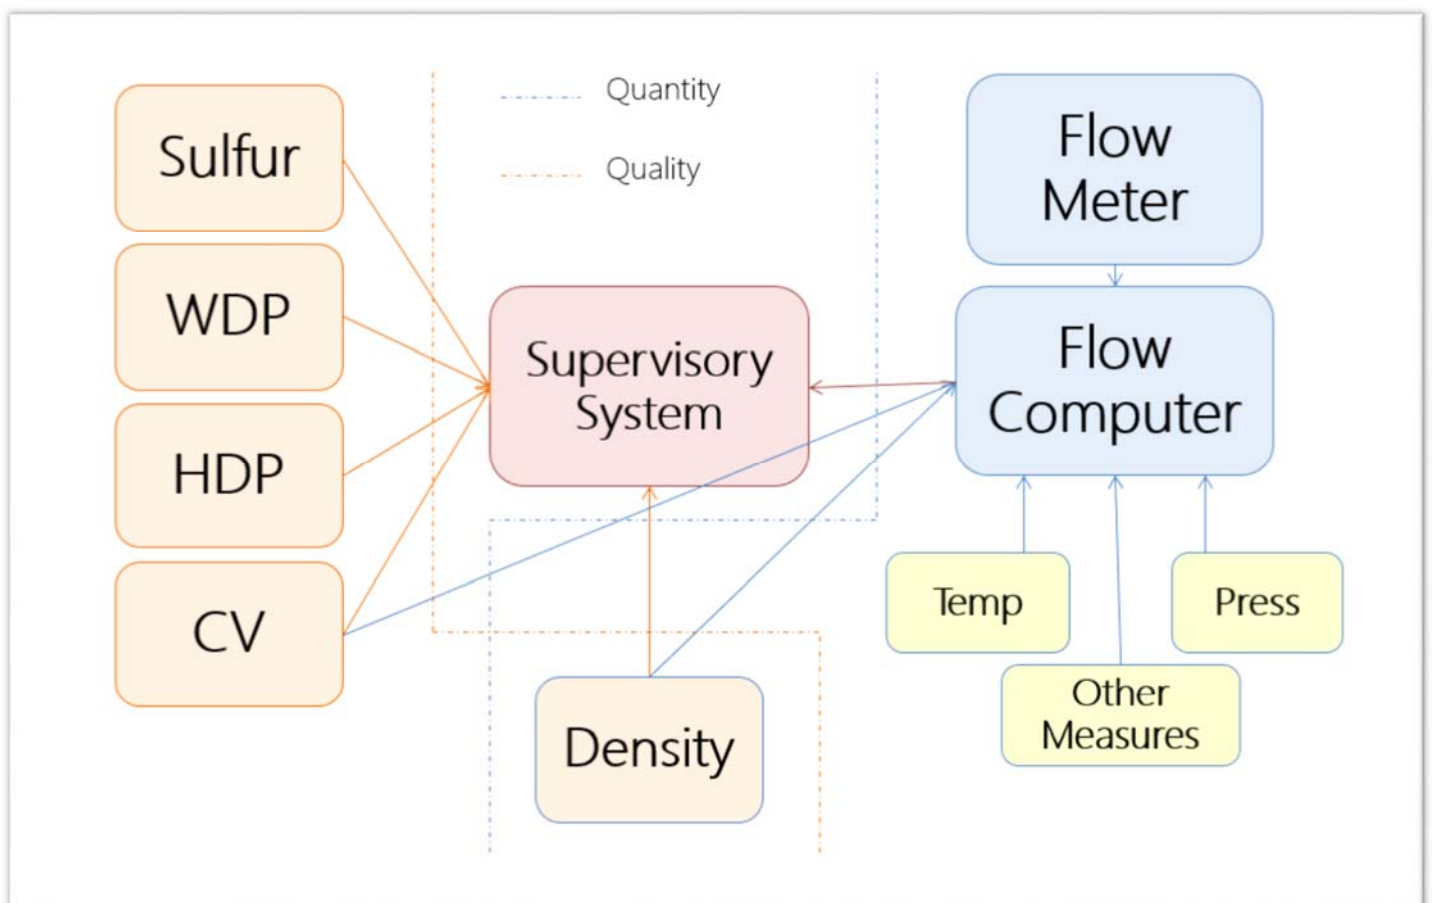 Quantity
Quality
Sulfur
WDP
HDP
CV
Supervisory
System
Density
Flow
Meter
Flow
Computer
Temp
Press
Other
Measures